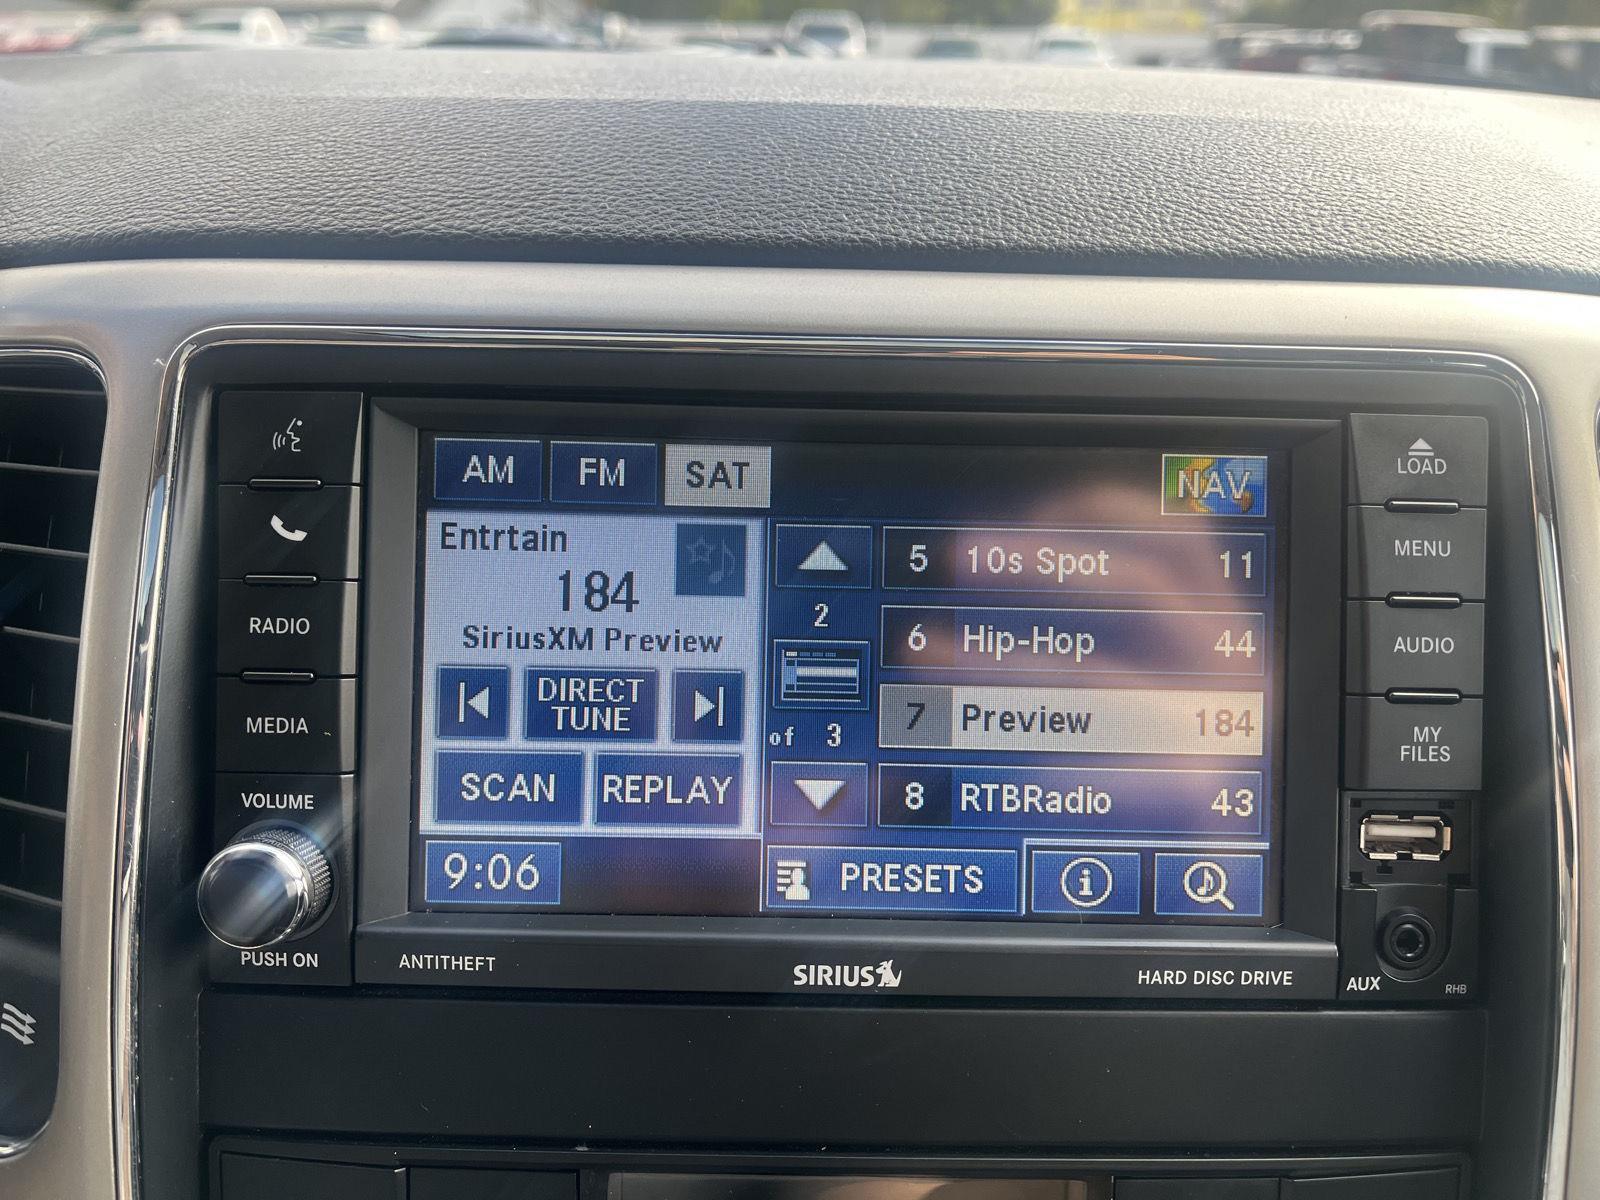 AM FM SAT NAV
Entrtain
184
SiriusXM Preview
DIRECT
TUNE
SCAN REPLAY
9:06
2
of 3
5 10s Spot 11
6 Hip-Hop 44
7 Preview 184
8 RTBRadio 43
PRESETS
RADIO
MEDIA
VOLUME
PUSH ON
LOAD
MENU
AUDIO
MY
FILES
ANTITHEFT
SIRIUS
HARD DISC DRIVE
AUX
RHB